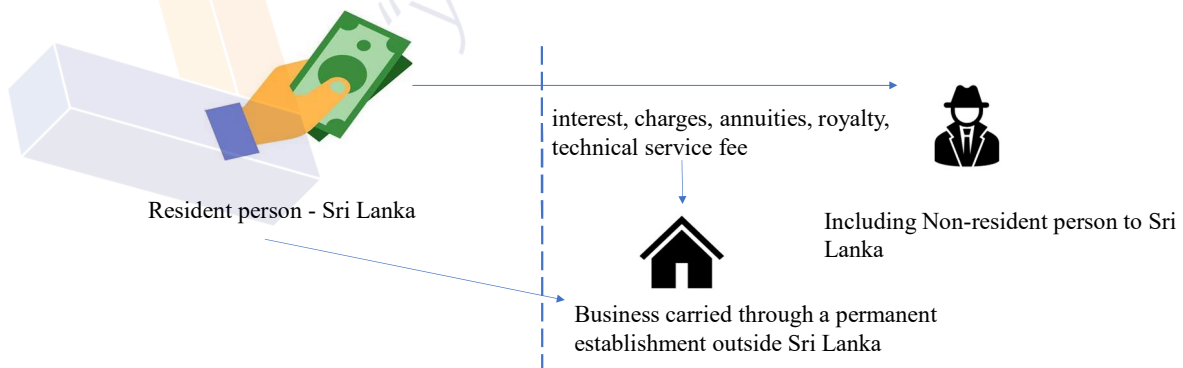 interest, charges, annuities, royalty,
technical service fee
Resident person - Sri Lanka
Including Non-resident person to Sri
Lanka
Business carried through a permanent
establishment outside Sri Lanka